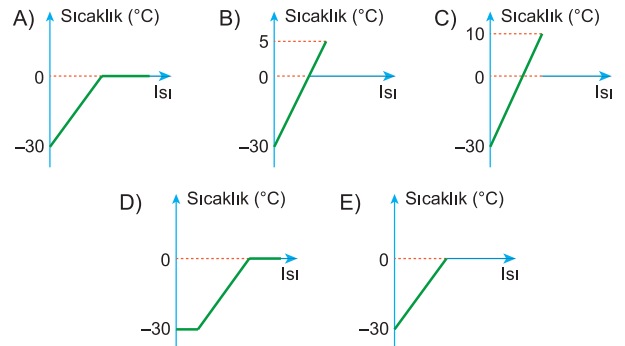 A) Sıcaklık (°C)
0
Isı
–30
B) Sıcaklık (°C)
5
0
Isı
–30
C) Sıcaklık (°C)
10
0
Isı
–30
D) Sıcaklık (°C)
0
Isı
–30
E) Sıcaklık (°C)
0
Isı
–30